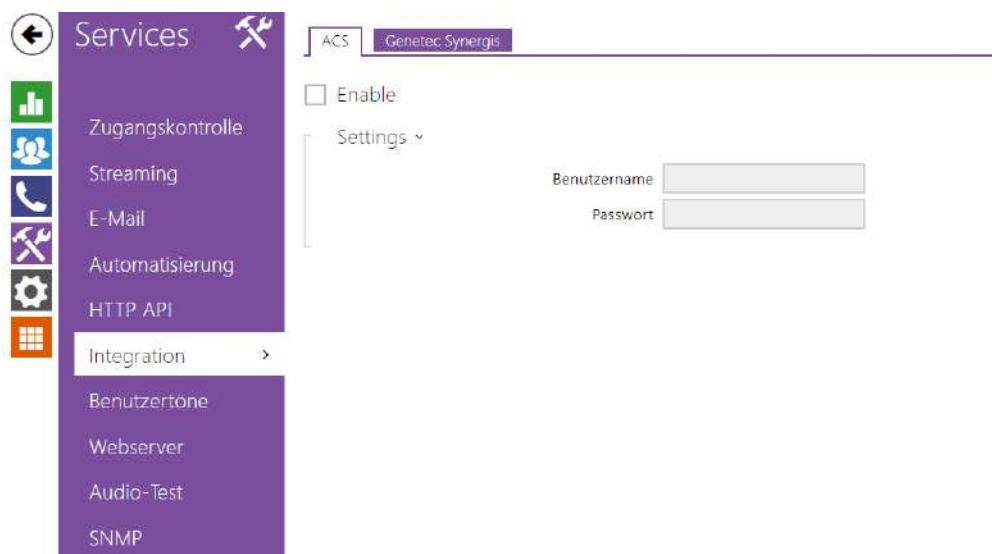 Services
ACS
Genetec Synergis
Enable
Settings
Benutzername
Passwort
Zugangskontrolle
Streaming
E-Mail
Automatisierung
HTTP API
Integration
Benutzertöne
Webserver
Audio-Test
SNMP